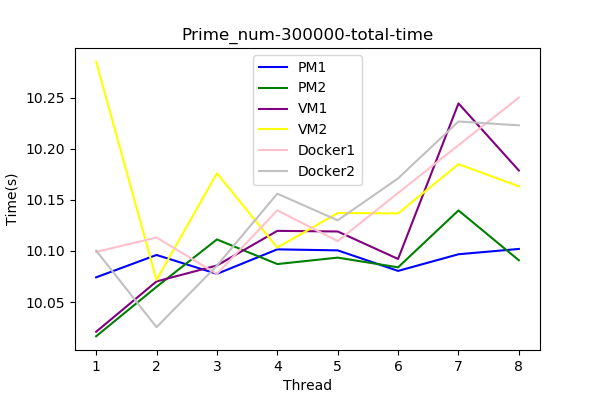 Prime_num-300000-total-time
PM1
PM2
VM1
VM2
Docker1
Docker2
10.25
10.20
10.15
10.10
10.05
Time(s)
1 2 3 4 5 6 7 8
Thread